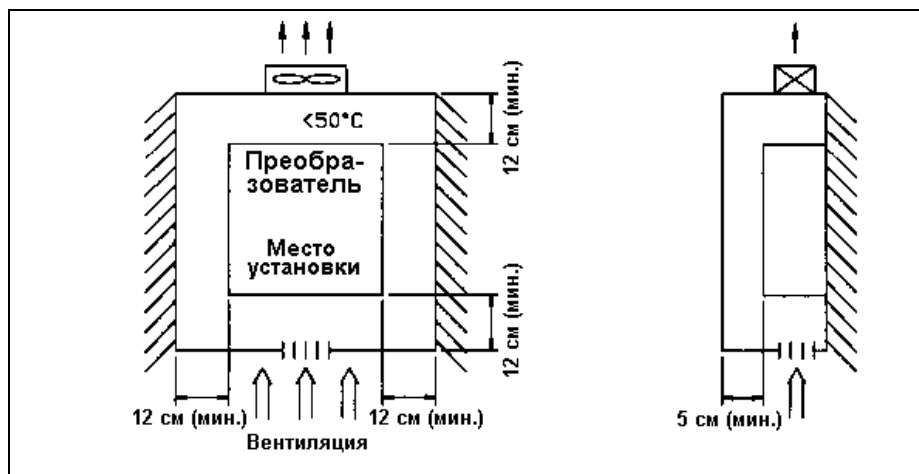 <50°C
12 см (мин.)
Преобра-
зователь
Место
установки
12 см (мин.)
12 см (мин.)
12 см (мин.)
5 см (мин.)
Вентиляция